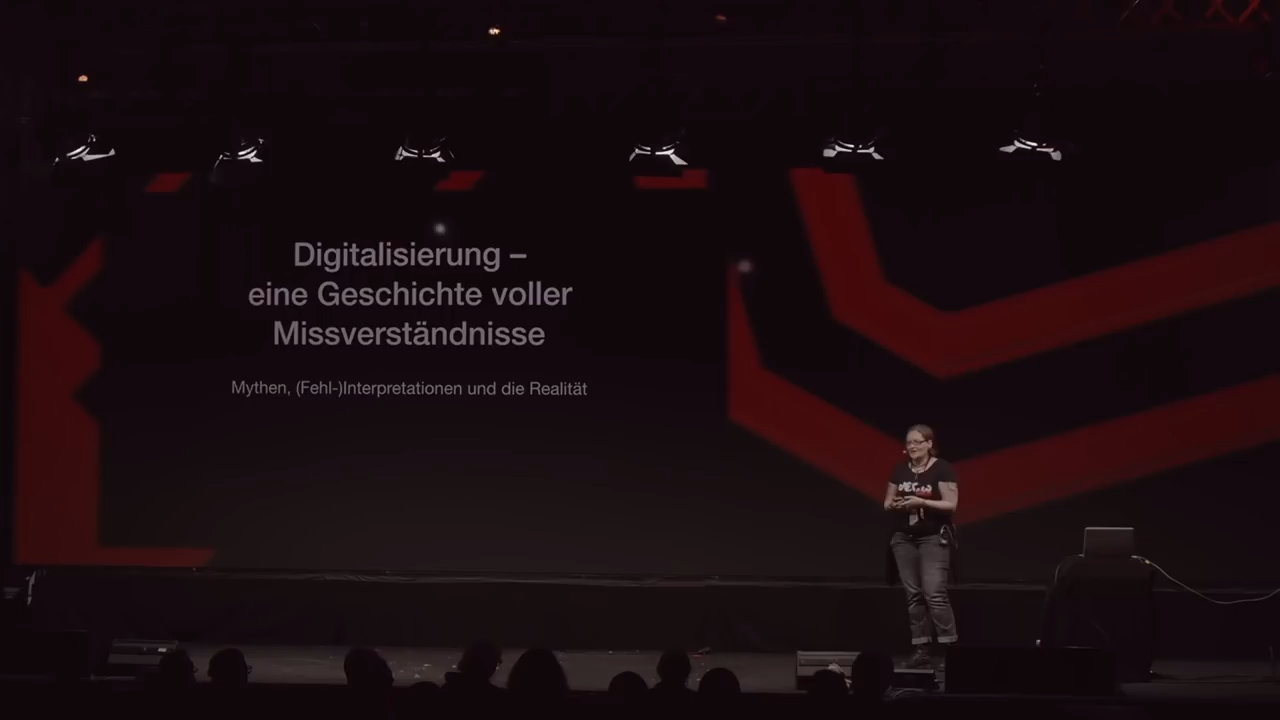 Digitalisierung –
eine Geschichte voller
Missverständnisse
Mythen, (Fehl-)Interpretationen und die Realität